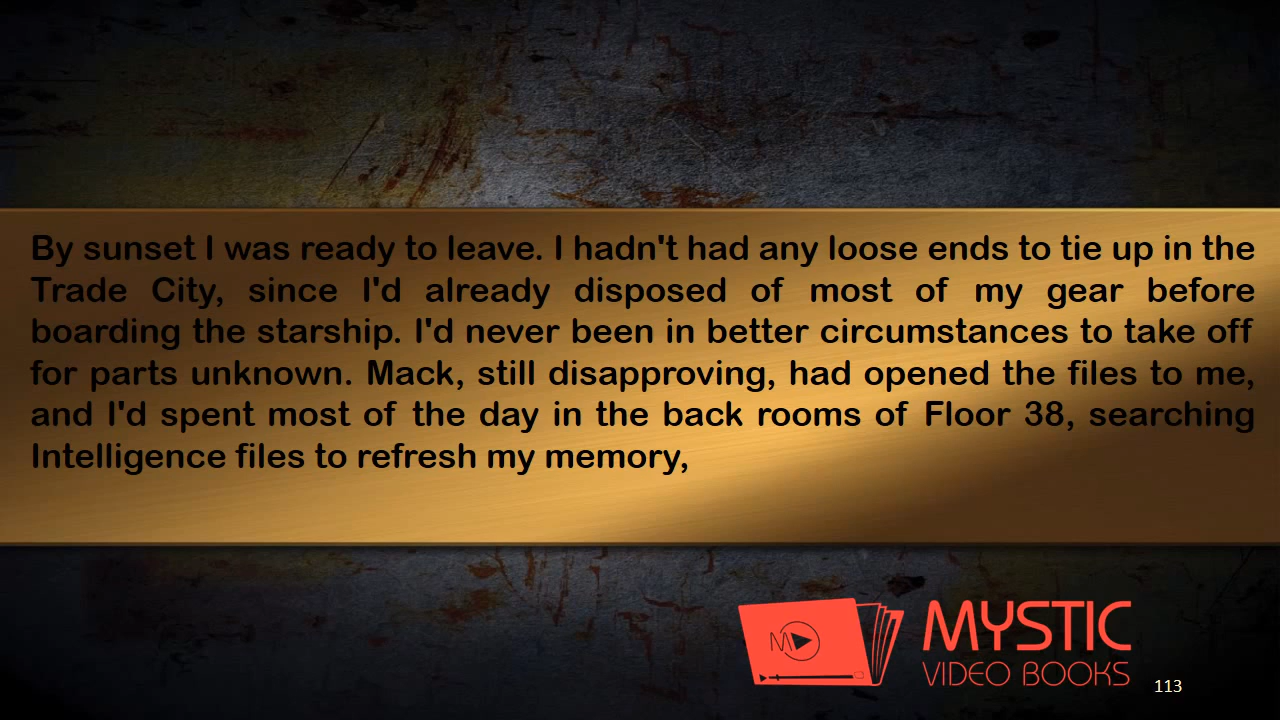 By sunset I was ready to leave. I hadn't had any loose ends to tie up in the
Trade City, since I'd already disposed of most of my gear before
boarding the starship. I'd never been in better circumstances to take off
for parts unknown. Mack, still disapproving, had opened the files to me,
and I'd spent most of the day in the back rooms of Floor 38, searching
Intelligence files to refresh my memory,
M
MYSTIC
VIDEO BOOKS
113